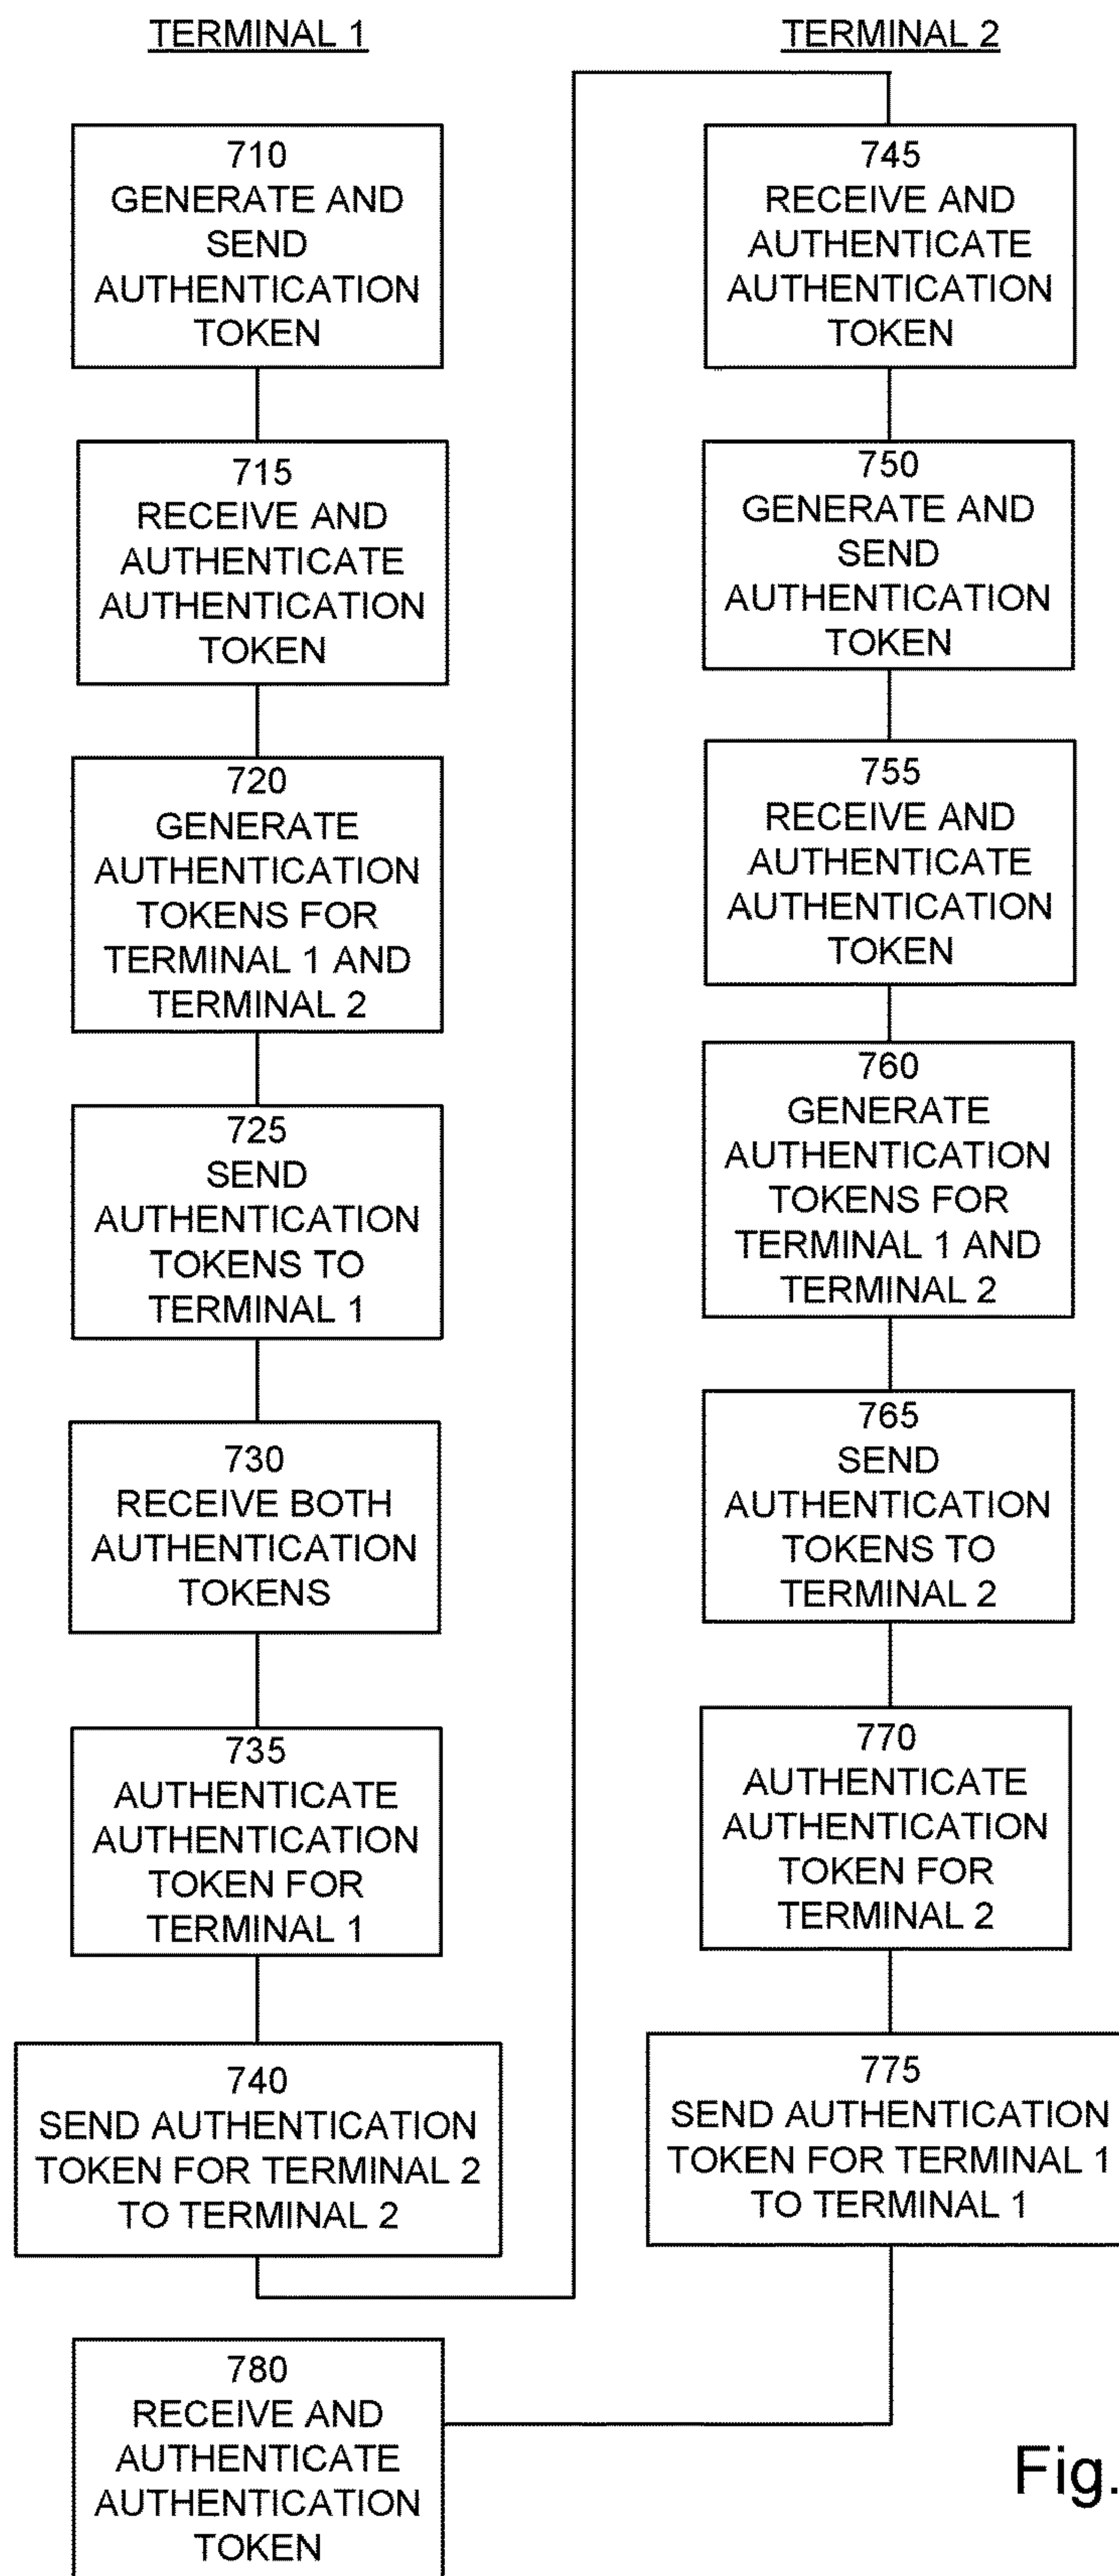 TERMINAL 1
710
GENERATE AND
SEND
AUTHENTICATION
TOKEN
715
RECEIVE AND
AUTHENTICATE
AUTHENTICATION
TOKEN
720
GENERATE
AUTHENTICATION
TOKENS FOR
TERMINAL 1 AND
TERMINAL 2
725
SEND
AUTHENTICATION
TOKENS TO
TERMINAL 1
730
RECEIVE BOTH
AUTHENTICATION
TOKENS
735
AUTHENTICATE
AUTHENTICATION
TOKEN FOR
TERMINAL 1
740
SEND AUTHENTICATION
TOKEN FOR TERMINAL 2
TO TERMINAL 2
TERMINAL 2
745
RECEIVE AND
AUTHENTICATE
AUTHENTICATION
TOKEN
750
GENERATE AND
SEND
AUTHENTICATION
TOKEN
755
RECEIVE AND
AUTHENTICATE
AUTHENTICATION
TOKEN
760
GENERATE
AUTHENTICATION
TOKENS FOR
TERMINAL 1 AND
TERMINAL 2
765
SEND
AUTHENTICATION
TOKENS TO
TERMINAL 2
770
AUTHENTICATE
AUTHENTICATION
TOKEN FOR
TERMINAL 2
775
SEND AUTHENTICATION
TOKEN FOR TERMINAL 1
TO TERMINAL 1
780
RECEIVE AND
AUTHENTICATE
AUTHENTICATION
TOKEN
Fig.